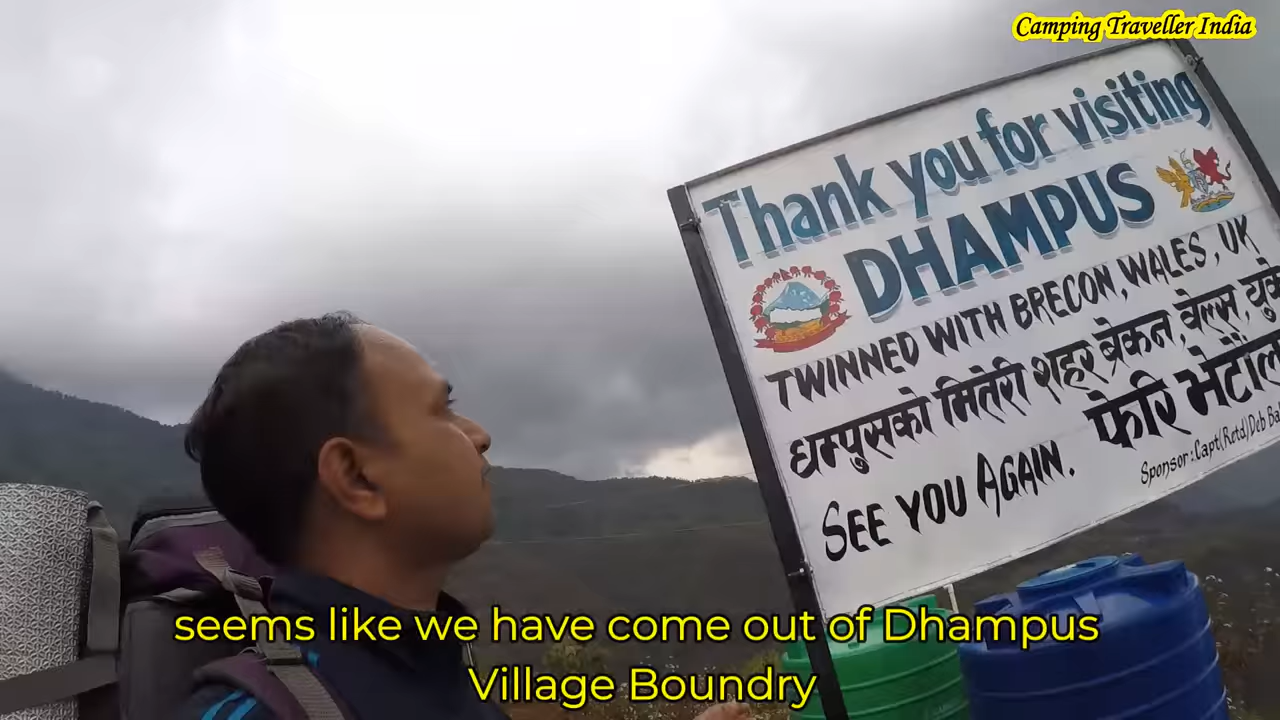 Camping Traveller India
Thank you for visiting
DHAMPUS
TWINNED WITH BRECON, WALES, UK
धम्पुसको मितेरी शहर ब्रेकन, वेल्स, युके
SEE YOU AGAIN. फेरि भेटौंला
Sponsor: Capt(Retd) Deb
seems like we have come out of Dhampus
Village Boundry